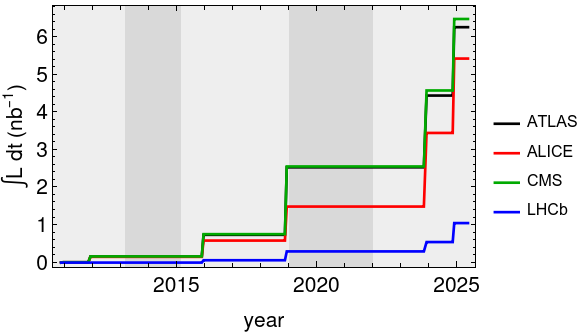 ∫L dt (nb⁻¹)
6
5
4
3
2
1
0
2015 2020 2025
year
ATLAS
ALICE
CMS
LHCb